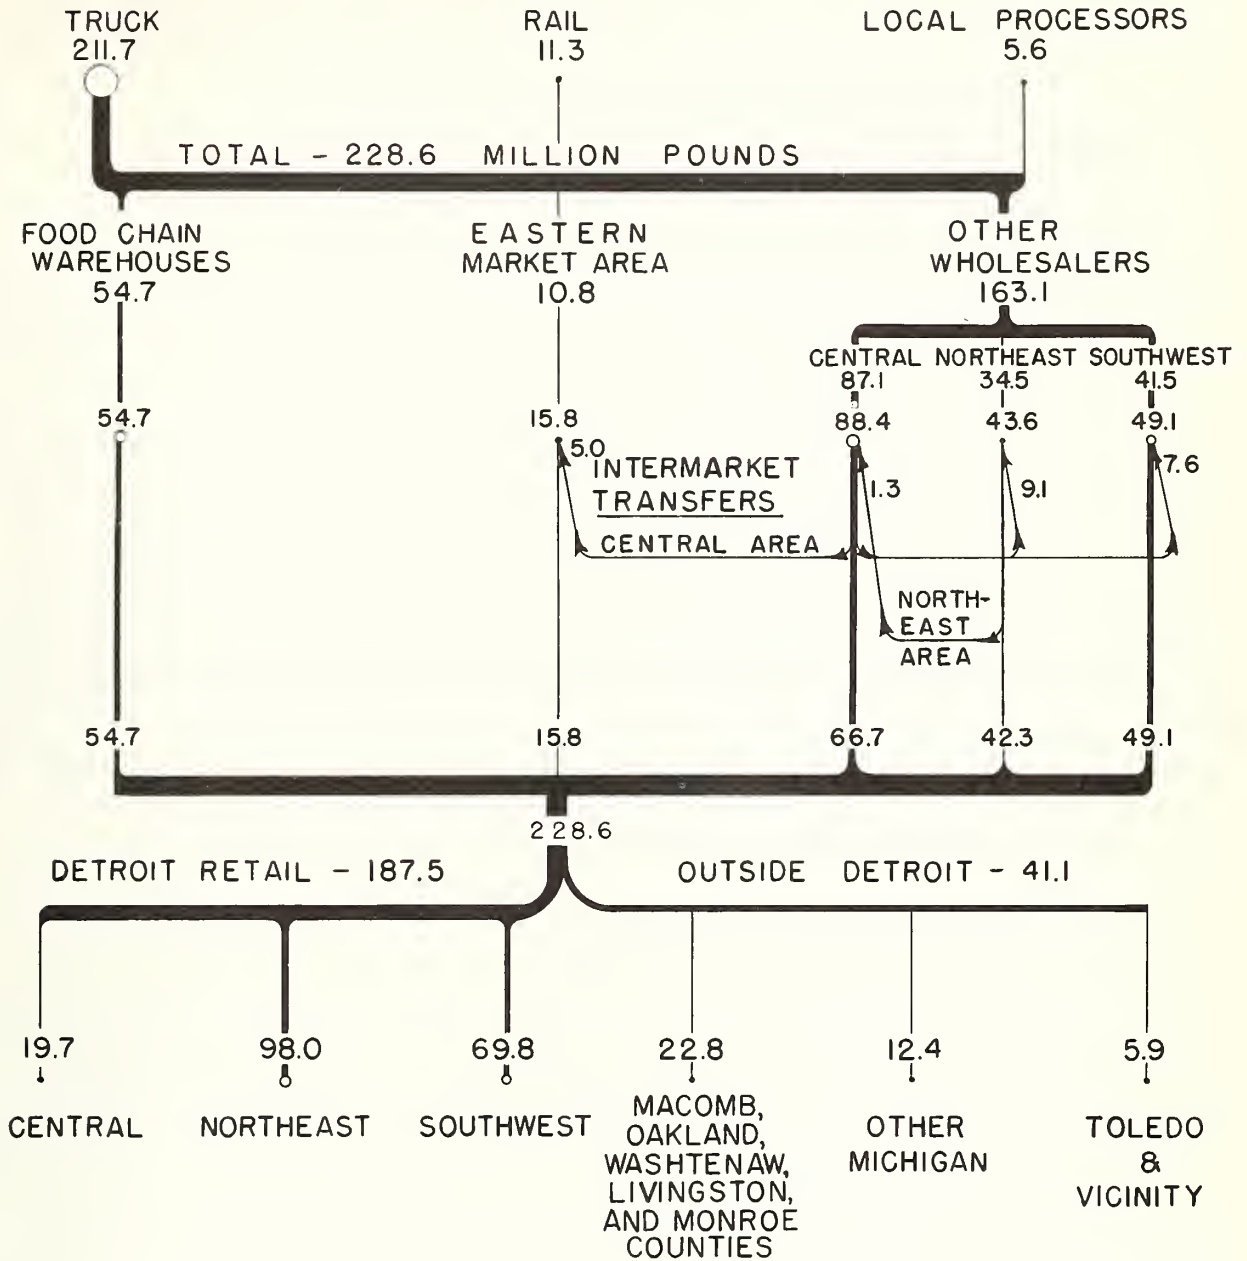 TRUCK RAIL LOCAL PROCESSORS
211.7 11.3 5.6
TOTAL - 228.6 MILLION POUNDS
FOOD CHAIN WAREHOUSES
54.7
EASTERN MARKET AREA
10.8
OTHER WHOLESALERS
163.1
CENTRAL NORTHEAST SOUTHWEST
87.1 34.5 41.5
54.7 15.8 88.4 43.6 49.1
5.0 1.3 9.1 7.6
INTERMARKET
TRANSFERS
CENTRAL AREA
NORTH-
EAST
AREA
54.7 15.8 66.7 42.3 49.1
228.6
DETROIT RETAIL - 187.5 OUTSIDE DETROIT - 41.1
19.7 98.0 69.8 22.8 12.4 5.9
CENTRAL
NORTHEAST
SOUTHWEST
MACOMB,
OAKLAND,
WASHTENAW,
LIVINGSTON,
AND MONROE
COUNTIES
OTHER
MICHIGAN
TOLEDO
&
VICINITY